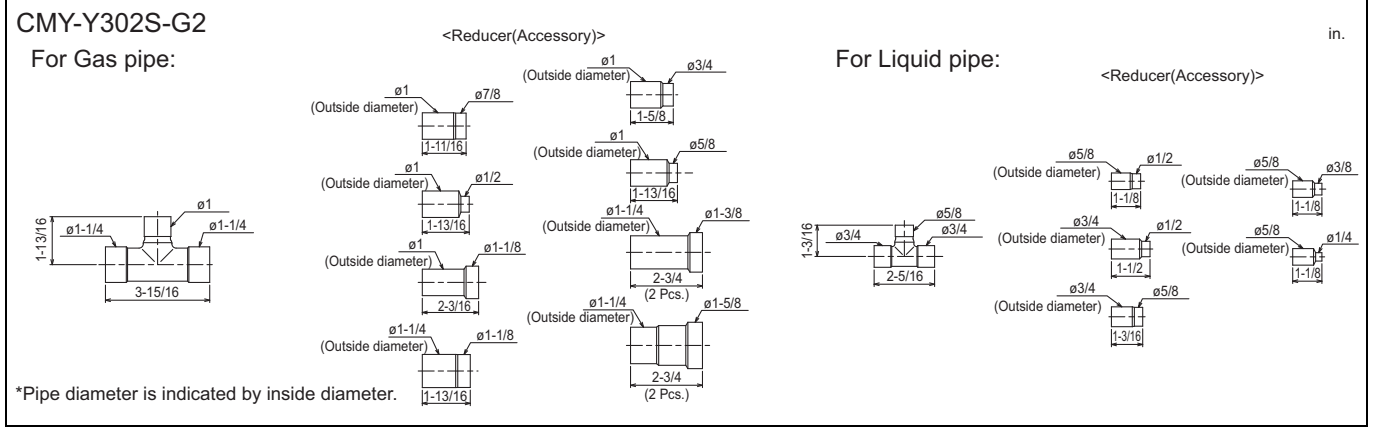 CMY-Y302S-G2
in.
For Gas pipe:
<Reducer(Accessory)>
ø1
(Outside diameter)
ø7/8
1-11/16
ø1
(Outside diameter)
ø3/4
1-5/8
ø1
(Outside diameter)
ø1/2
1-13/16
ø1
(Outside diameter)
ø5/8
1-13/16
1-13/16
ø1
ø1-1/4
ø1-1/4
3-15/16
ø1
(Outside diameter)
ø1-1/8
2-3/16
ø1-1/4
(Outside diameter)
ø1-3/8
2-3/4
(2 Pcs.)
ø1-1/4
(Outside diameter)
ø1-1/8
1-13/16
ø1-1/4
(Outside diameter)
ø1-5/8
2-3/4
(2 Pcs.)
For Liquid pipe:
<Reducer(Accessory)>
1-3/16
ø5/8
ø3/4
ø3/4
2-5/16
ø5/8
(Outside diameter)
ø1/2
1-1/8
ø5/8
(Outside diameter)
ø3/8
1-1/8
ø3/4
(Outside diameter)
ø1/2
1-1/2
ø5/8
(Outside diameter)
ø1/4
1-1/8
ø3/4
(Outside diameter)
ø5/8
1-3/16
*Pipe diameter is indicated by inside diameter.